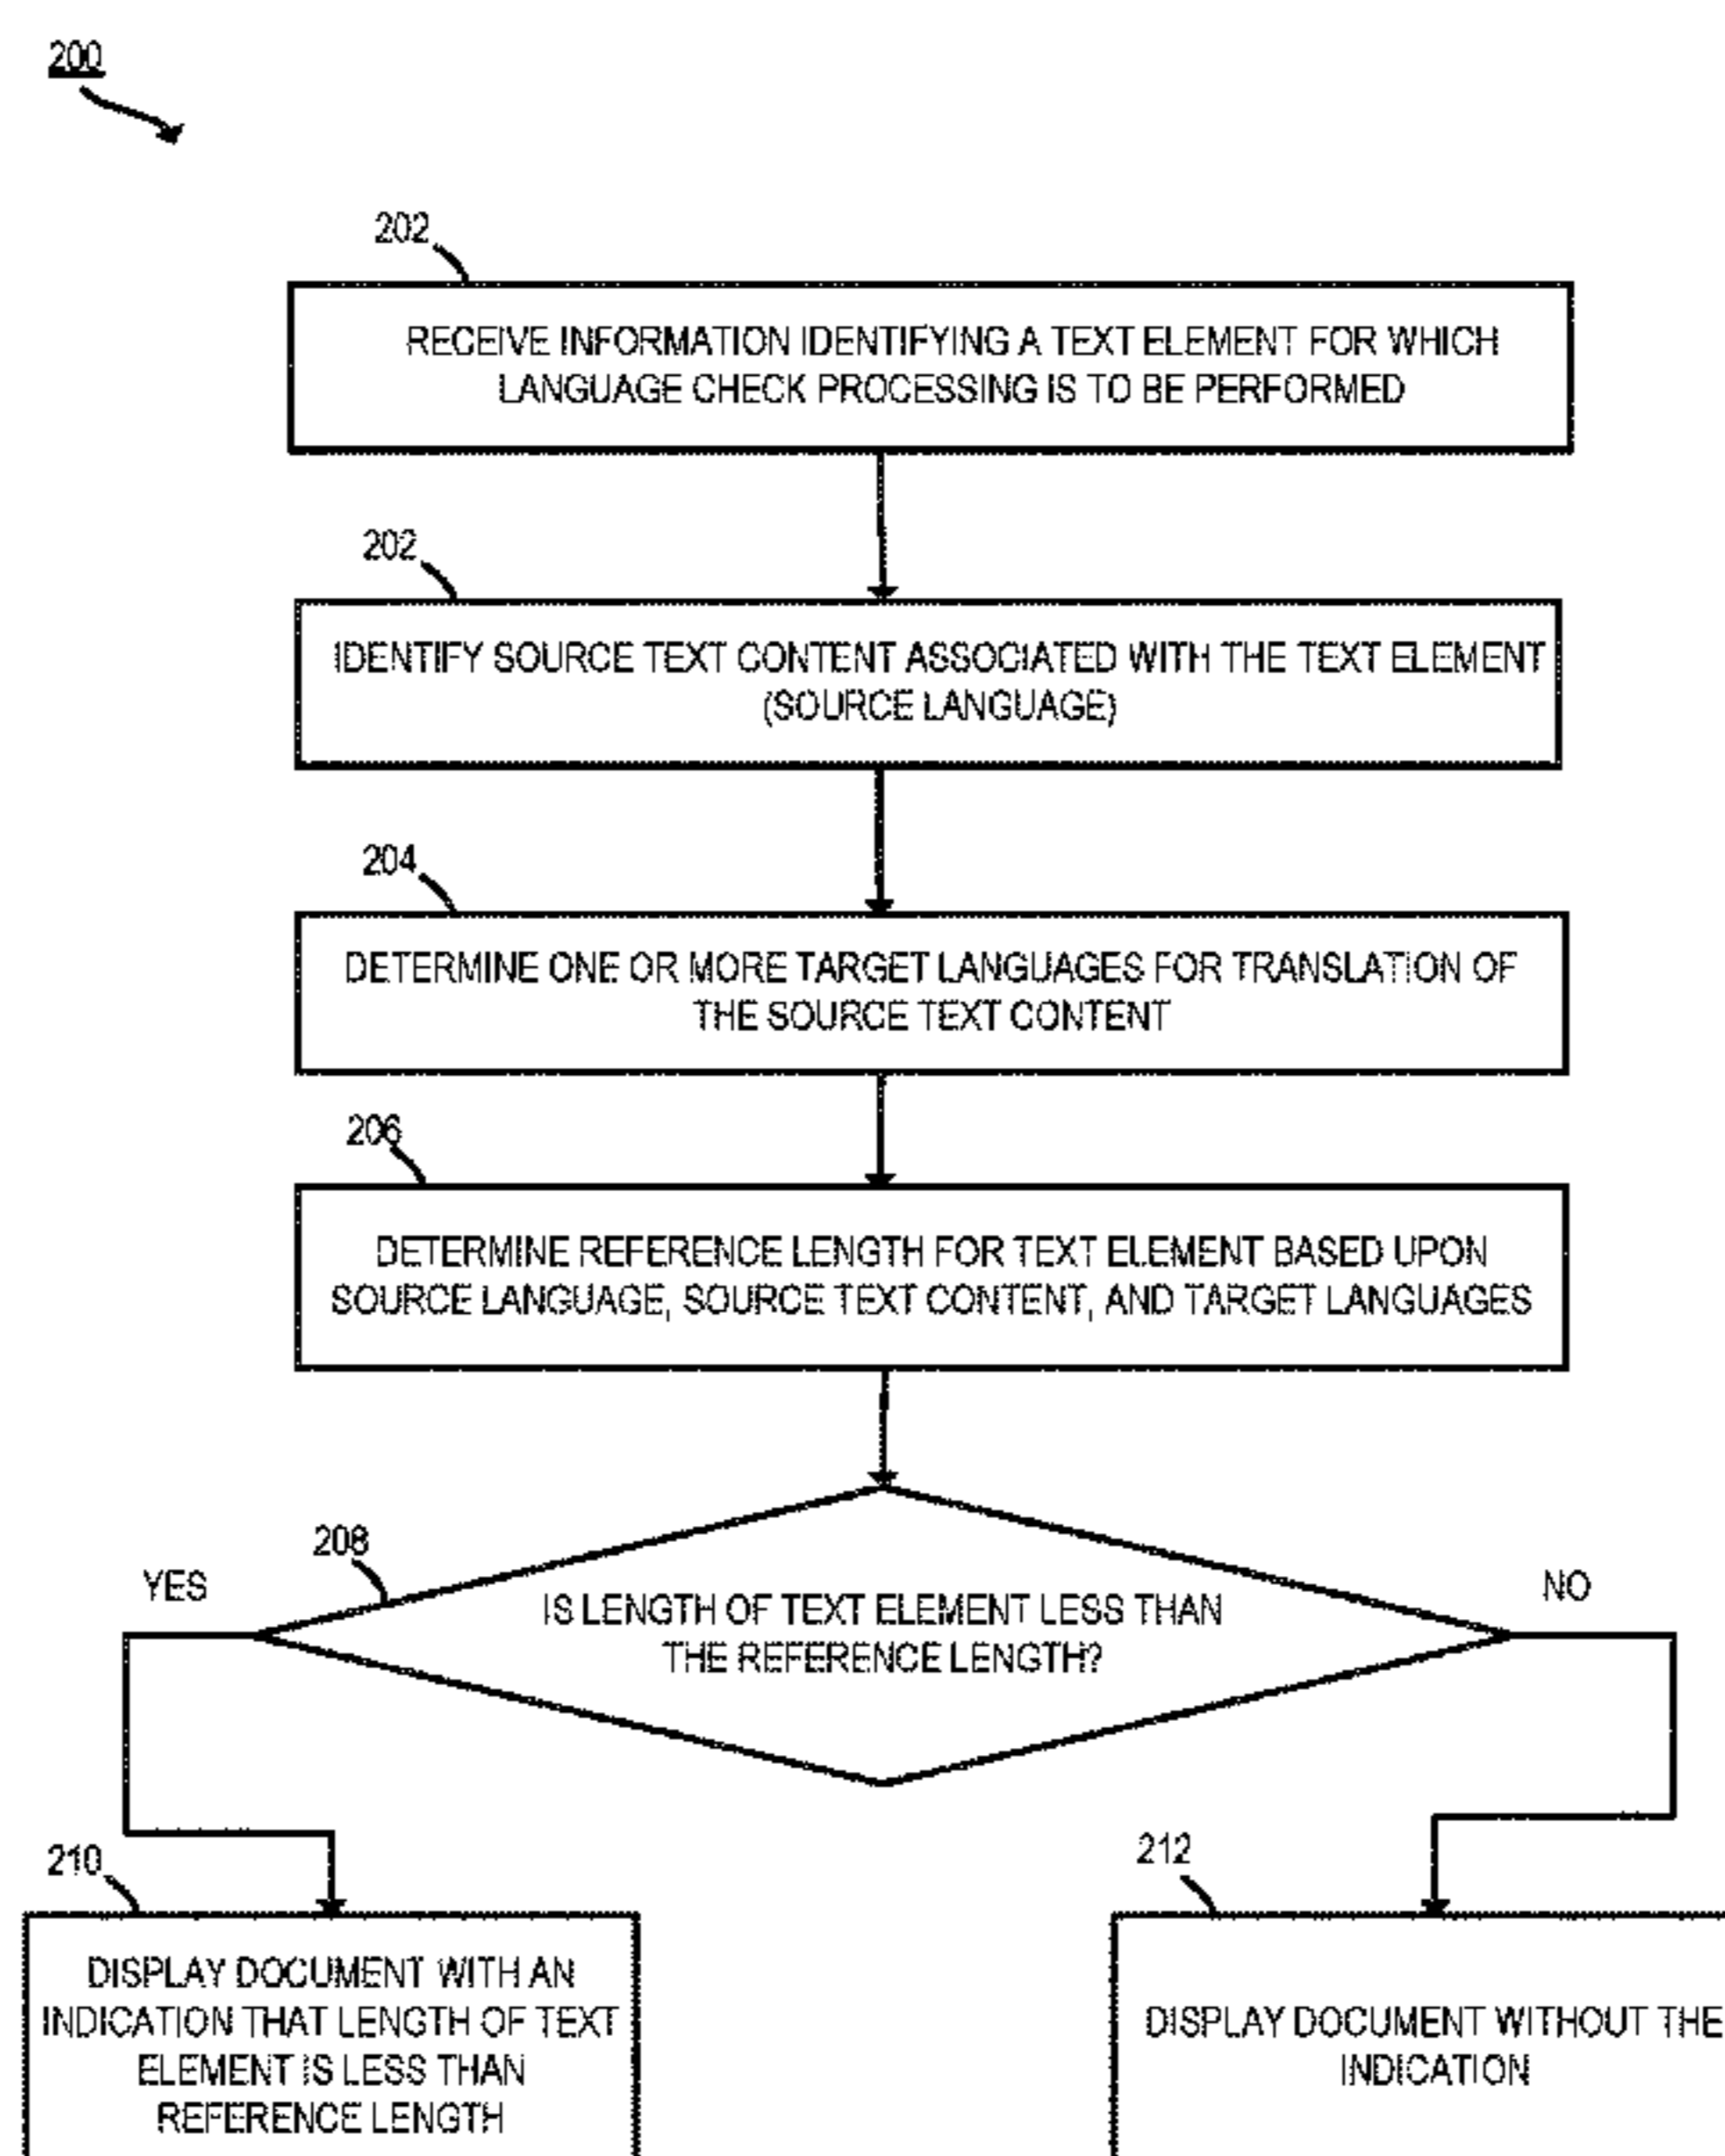 200
202
RECEIVE INFORMATION IDENTIFYING A TEXT ELEMENT FOR WHICH
LANGUAGE CHECK PROCESSING IS TO BE PERFORMED
202
IDENTIFY SOURCE TEXT CONTENT ASSOCIATED WITH THE TEXT ELEMENT
(SOURCE LANGUAGE)
204
DETERMINE ONE OR MORE TARGET LANGUAGES FOR TRANSLATION OF
THE SOURCE TEXT CONTENT
206
DETERMINE REFERENCE LENGTH FOR TEXT ELEMENT BASED UPON
SOURCE LANGUAGE, SOURCE TEXT CONTENT, AND TARGET LANGUAGES
208
YES
NO
IS LENGTH OF TEXT ELEMENT LESS THAN
THE REFERENCE LENGTH?
210
DISPLAY DOCUMENT WITH AN
INDICATION THAT LENGTH OF TEXT
ELEMENT IS LESS THAN
REFERENCE LENGTH
212
DISPLAY DOCUMENT WITHOUT THE
INDICATION